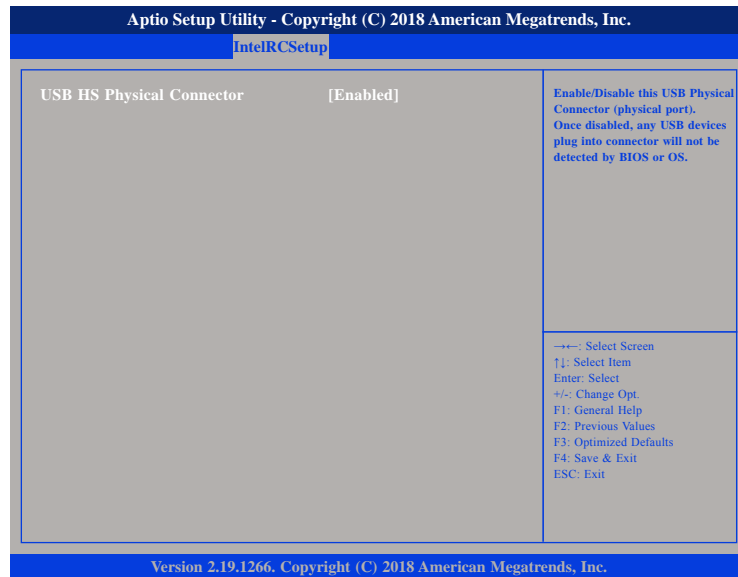 Aptio Setup Utility - Copyright (C) 2018 American Megatrends, Inc.
IntelRCSetup
USB HS Physical Connector [Enabled]
Enable/Disable this USB Physical
Connector (physical port).
Once disabled, any USB devices
plug into connector will not be
detected by BIOS or OS.
→←: Select Screen
↑↓: Select Item
Enter: Select
+/-: Change Opt.
F1: General Help
F2: Previous Values
F3: Optimized Defaults
F4: Save & Exit
ESC: Exit
Version 2.19.1266. Copyright (C) 2018 American Megatrends, Inc.